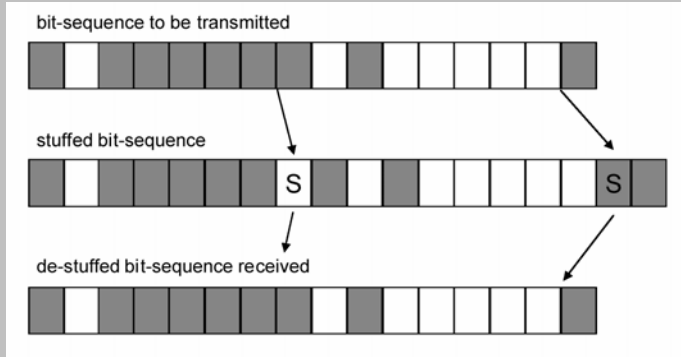 bit-sequence to be transmitted
stuffed bit-sequence
S
S
de-stuffed bit-sequence received